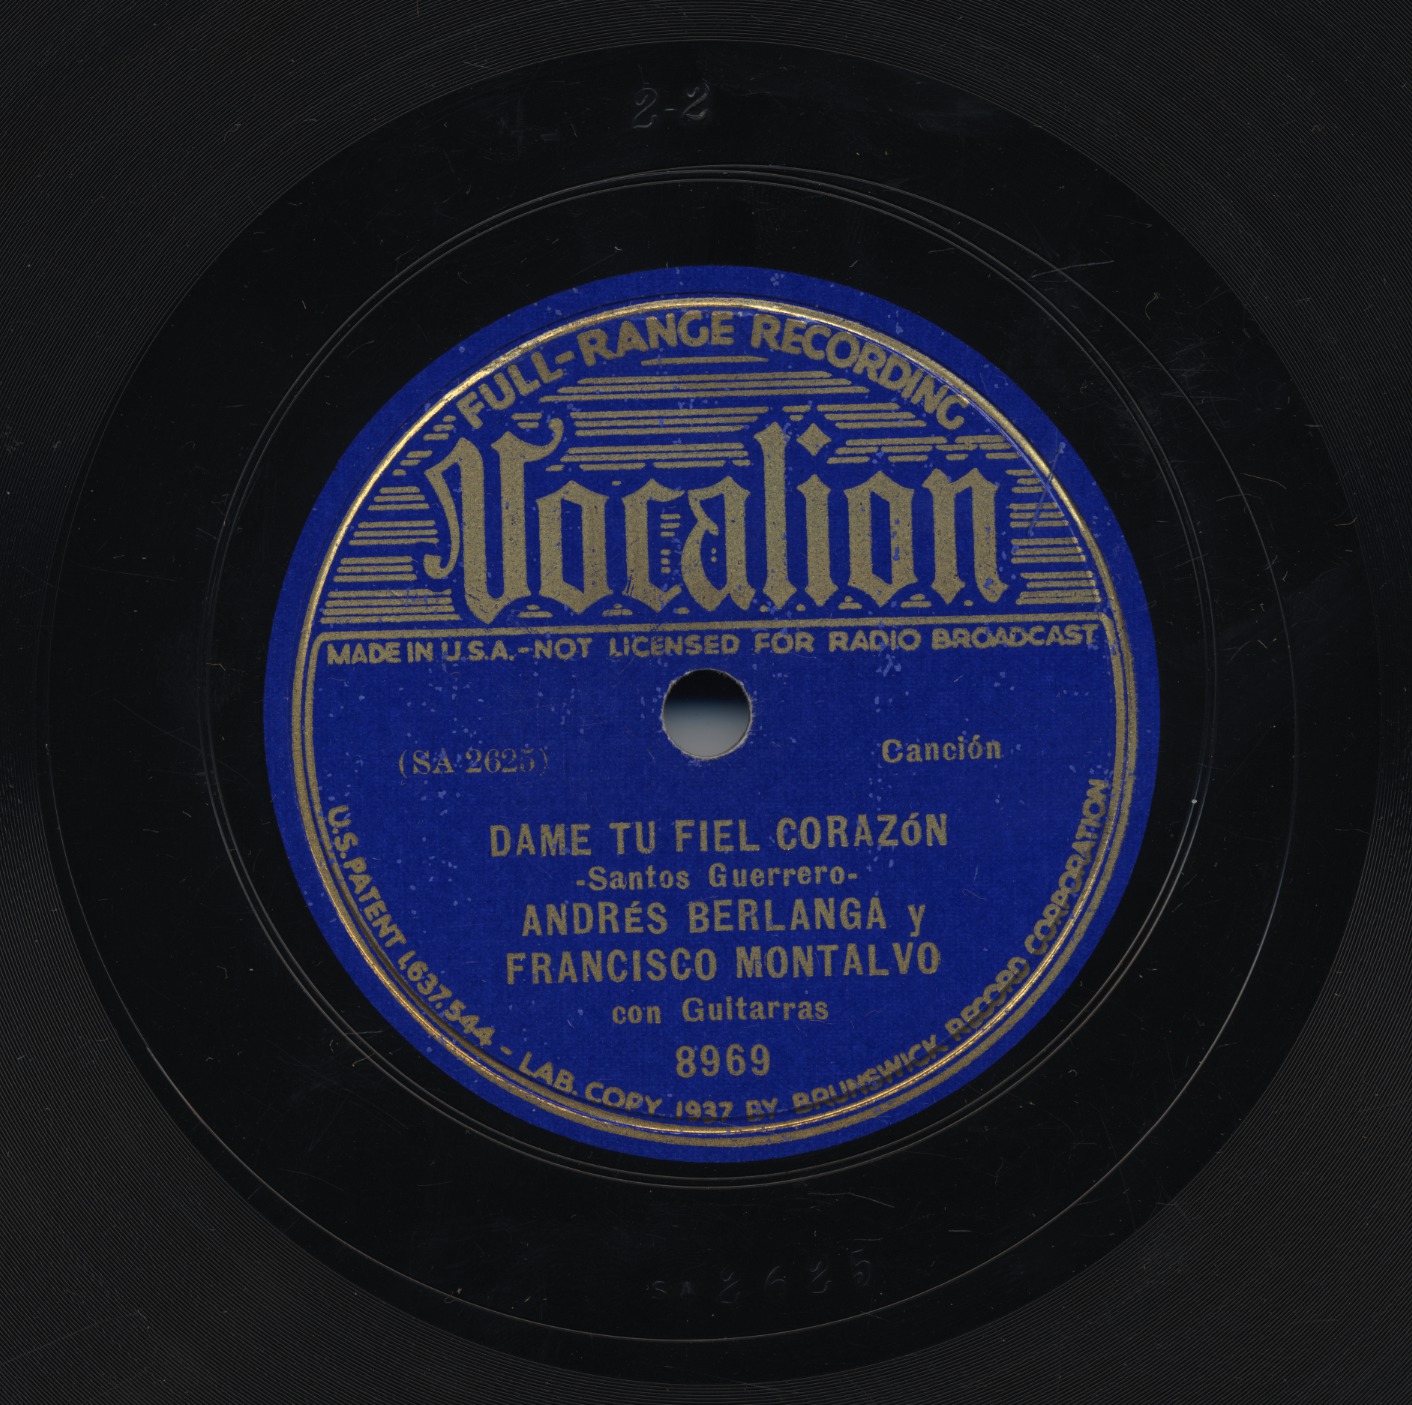 2-2
FULL-RANGE RECORDING
Vocalion
MADE IN U.S.A.-NOT LICENSED FOR RADIO BROADCAST
(SA 2625)
Canción
DAME TU FIEL CORAZÓN
-Santos Guerrero-
ANDRÉS BERLANGA y
FRANCISCO MONTALVO
con Guitarras
8969
U.S. PATENT 1,637,544 - LAB. COPY. 1937 BY BRUNSWICK RECORD CORPORATION
SA 2625